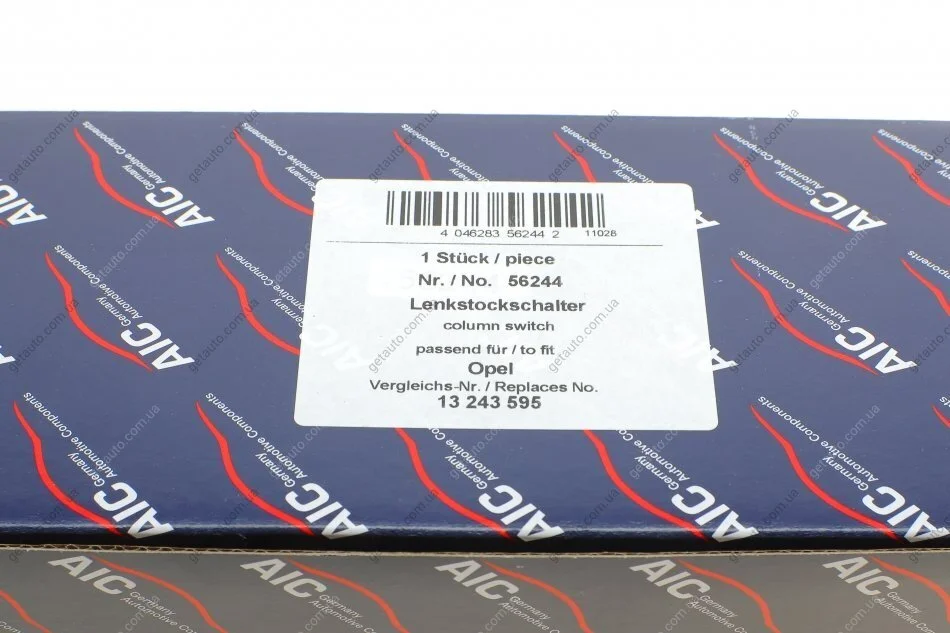 4 046283 56244 2 11028
1 Stück / piece
Nr. / No. 56244
Lenkstockschalter
column switch
passend für / to fit
Opel
Vergleichs-Nr. / Replaces No.
13 243 595
AIC Germany
Automotive Components
getauto.com.ua